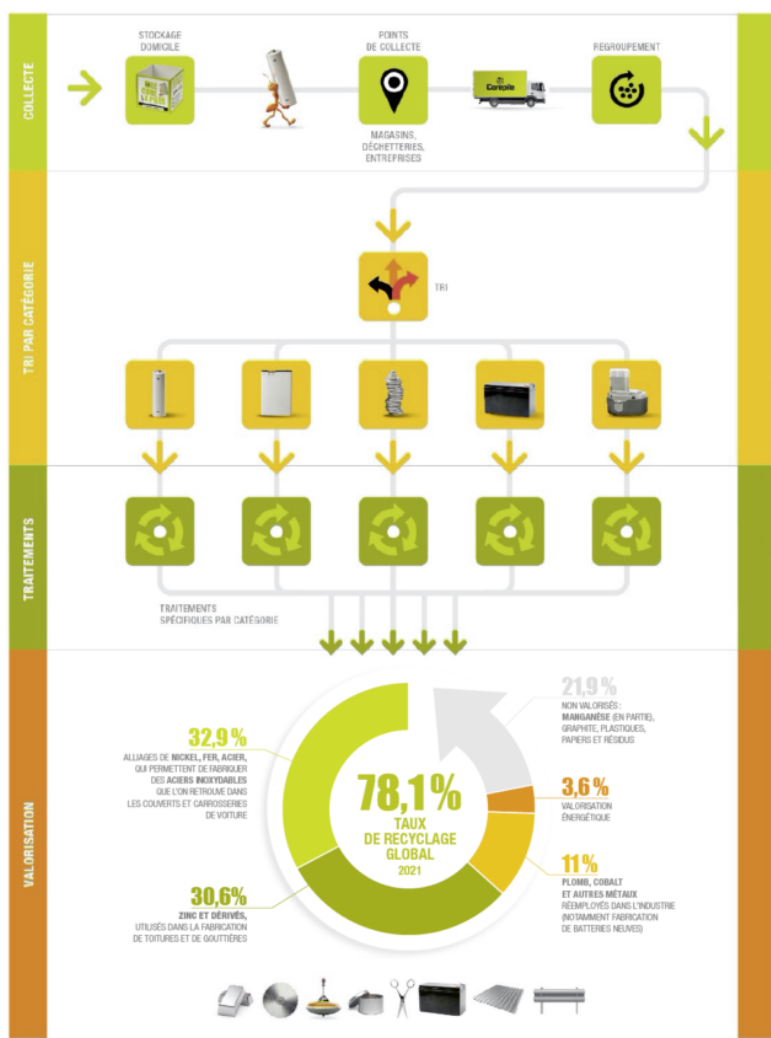 COLLECTE
STOCKAGE
DOMICILE
POINTS
DE COLLECTE
REGROUPEMENT
Corepile
MAGASINS,
DÉCHETTERIES,
ENTREPRISES
TRI PAR CATÉGORIE
TRI
TRAITEMENTS
TRAITEMENTS
SPÉCIFIQUES PAR CATÉGORIE
VALORISATION
32,9 %
ALLIAGES DE NICKEL, FER, ACIER,
QUI PERMETTENT DE FABRIQUER
DES ACIERS INOXYDABLES
QUE L'ON RETROUVE DANS
LES COUVERTS ET CARROSSERIES
DE VOITURE
30,6%
ZINC ET DÉRIVÉS,
UTILISÉS DANS LA FABRICATION
DE TOITURES ET DE GOUTTIÈRES
78,1%
TAUX
DE RECYCLAGE
GLOBAL
2021
21,9%
NON VALORISÉS :
MANGANÈSE (EN PARTIE),
GRAPHITE, PLASTIQUES,
PAPIERS ET RÉSIDUS
3,6 %
VALORISATION
ÉNERGÉTIQUE
11%
PLOMB, COBALT
ET AUTRES MÉTAUX
RÉEMPLOYÉS DANS L'INDUSTRIE
(NOTAMMENT FABRICATION
DE BATTERIES NEUVES)